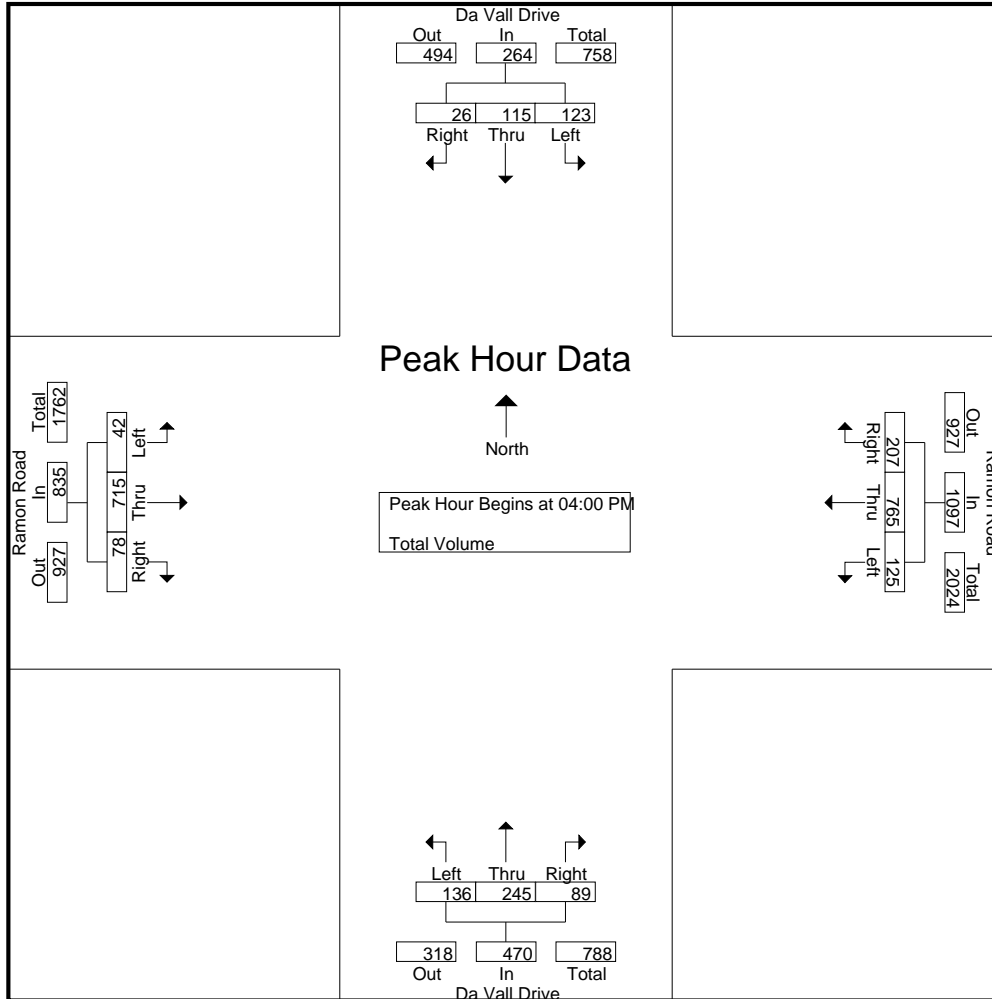 Da Vall Drive
Out In Total
494 264 758
26 115 123
Right Thru Left
Peak Hour Data
North
Peak Hour Begins at 04:00 PM
Total Volume
Ramon Road
Out In Total
927 835 1762
42 715 78
Left Thru Right
Ramon Road
Out In Total
927 1097 2024
207 765 125
Right Thru Left
Left Thru Right
136 245 89
318 470 788
Out In Total
Da Vall Drive